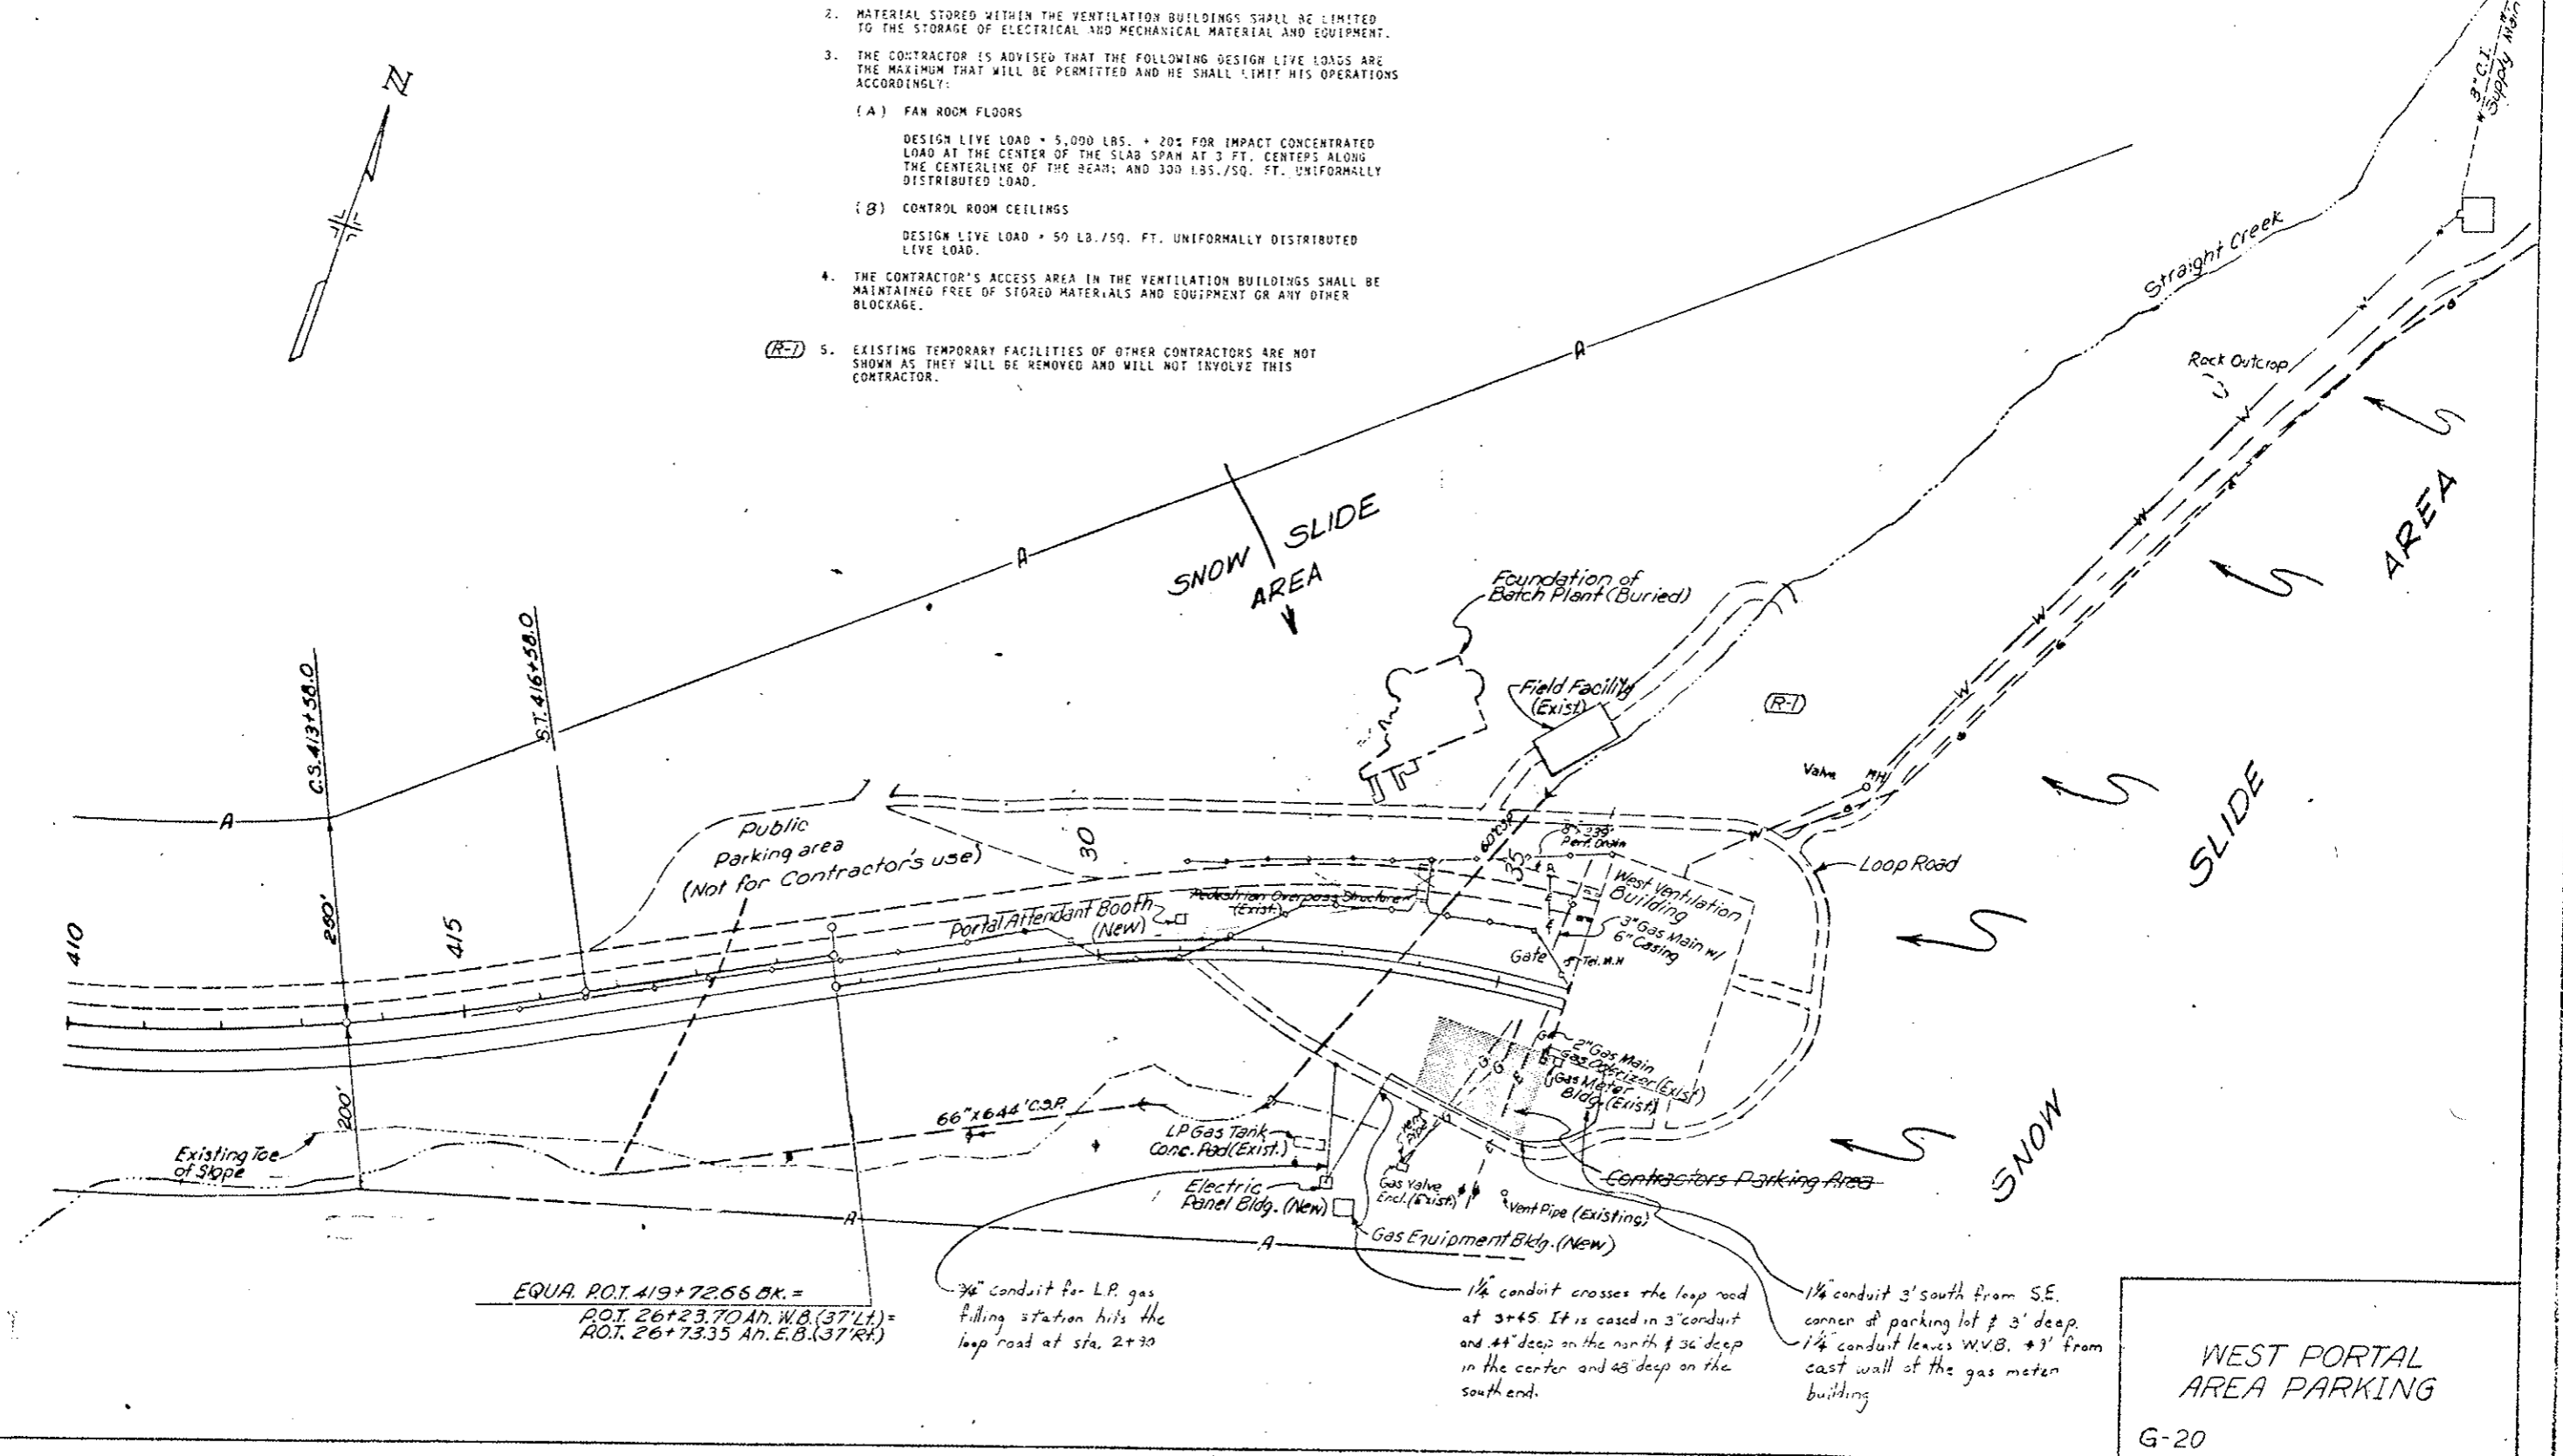 2. MATERIAL STORED WITHIN THE VENTILATION BUILDINGS SHALL BE LIMITED
TO THE STORAGE OF ELECTRICAL AND MECHANICAL MATERIAL AND EQUIPMENT.
3. THE CONTRACTOR IS ADVISED THAT THE FOLLOWING DESIGN LIVE LOADS ARE
THE MAXIMUM THAT WILL BE PERMITTED AND HE SHALL LIMIT HIS OPERATIONS
ACCORDINGLY:
(A) FAN ROOM FLOORS
DESIGN LIVE LOAD = 5,000 LBS. + 20% FOR IMPACT CONCENTRATED
LOAD AT THE CENTER OF THE SLAB SPAN AT 3 FT. CENTERS ALONG
THE CENTERLINE OF THE BEAM; AND 300 LBS./SQ. FT. UNIFORMALLY
DISTRIBUTED LOAD.
(B) CONTROL ROOM CEILINGS
DESIGN LIVE LOAD = 50 LB./SQ. FT. UNIFORMALLY DISTRIBUTED
LIVE LOAD.
4. THE CONTRACTOR'S ACCESS AREA IN THE VENTILATION BUILDINGS SHALL BE
MAINTAINED FREE OF STORED MATERIALS AND EQUIPMENT OR ANY OTHER
BLOCKAGE.
(R-1) 5. EXISTING TEMPORARY FACILITIES OF OTHER CONTRACTORS ARE NOT
SHOWN AS THEY WILL BE REMOVED AND WILL NOT INVOLVE THIS
CONTRACTOR.
N
3" C.I.
Supply Main
Straight Creek
Rock Outcrop
A
A
A
A
A
SNOW SLIDE
AREA
AREA
SLIDE
SNOW
Foundation of
Batch Plant (Buried)
Field Facility
(Exist)
(R-1)
Valve
MH
W
W
W
W
W
W
Loop Road
C.S. 413+58.0
S.T. 416+58.0
Public
Parking area
(Not for Contractor's use)
30
35
8" x 239'
Perf. Drain
West Ventilation
Building
3" Gas Main w/
6" Casing
Pedestrian Overpass Structure
(Exist.)
Portal Attendant Booth
(New)
Gate
Tel. M.H
410
280'
415
200'
2" Gas Main
Gas Odorizer (Exist)
Gas Meter
Bldg. (Exist)
66" x 644' C.S.P.
Existing Toe
of Slope
LP Gas Tank
Conc. Pad (Exist.)
Electric
Panel Bldg. (New)
Gas Valve
Encl. (Exist)
Vent Pipe (Existing)
Contractors Parking Area
Gas Equipment Bldg. (New)
A
EQUA. P.O.T. 419+72.66 BK. =
P.O.T. 26+23.70 Ah. W.B. (37' Lt.) =
P.O.T. 26+73.35 Ah. E.B. (37' Rt.)
3/4" conduit for L.P. gas
filling station hits the
loop road at sta. 2+30
1 1/4" conduit crosses the loop road
at 3+45. It is cased in 3" conduit
and 44" deep on the north & 36" deep
in the center and 48" deep on the
south end.
1 1/4" conduit 3' south from S.E.
corner of parking lot & 3' deep.
1 1/4" conduit leaves W.V.B. +9' from
east wall of the gas meter
building
WEST PORTAL
AREA PARKING
G-20